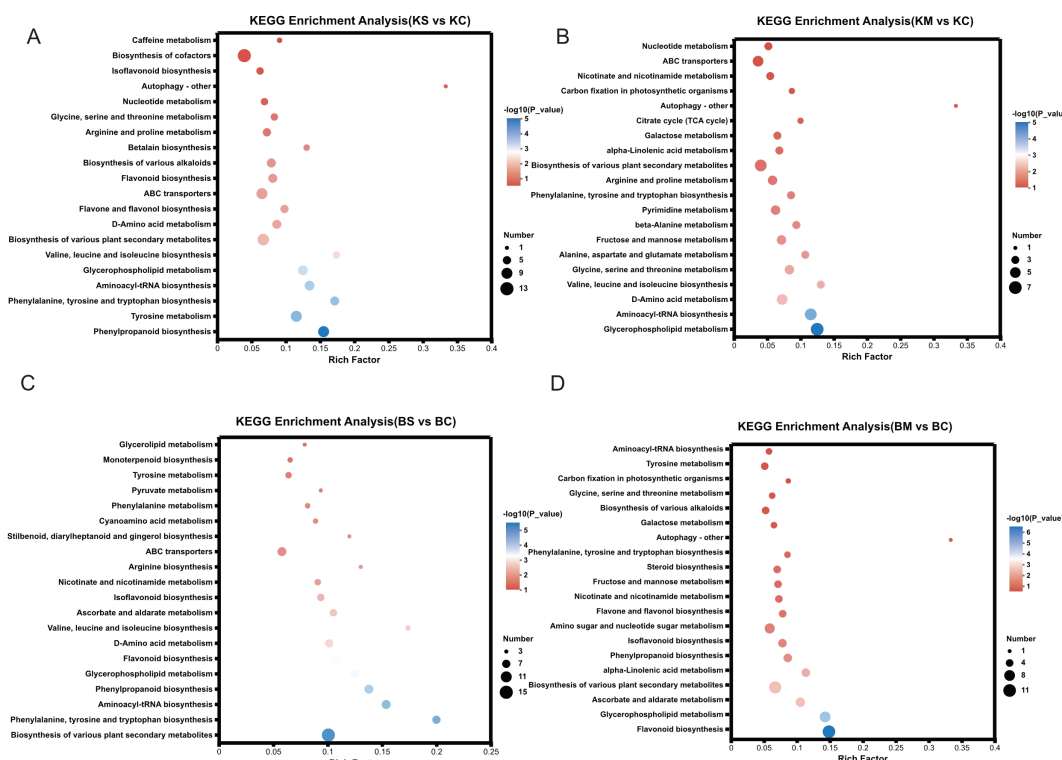 A
KEGG Enrichment Analysis(KS vs KC)
Caffeine metabolism
Biosynthesis of cofactors
Isoflavonoid biosynthesis
Autophagy - other
Nucleotide metabolism
Glycine, serine and threonine metabolism
Arginine and proline metabolism
Betalain biosynthesis
Biosynthesis of various alkaloids
Flavonoid biosynthesis
ABC transporters
Flavone and flavonol biosynthesis
D-Amino acid metabolism
Biosynthesis of various plant secondary metabolites
Valine, leucine and isoleucine biosynthesis
Glycerophospholipid metabolism
Aminoacyl-tRNA biosynthesis
Phenylalanine, tyrosine and tryptophan biosynthesis
Tyrosine metabolism
Phenylpropanoid biosynthesis
0 0.05 0.1 0.15 0.2 0.25 0.3 0.35 0.4
Rich Factor
-log10(P_value)
5
4
3
2
1
Number
1
5
9
13
B
KEGG Enrichment Analysis(KM vs KC)
Nucleotide metabolism
ABC transporters
Nicotinate and nicotinamide metabolism
Carbon fixation in photosynthetic organisms
Autophagy - other
Citrate cycle (TCA cycle)
Galactose metabolism
alpha-Linolenic acid metabolism
Biosynthesis of various plant secondary metabolites
Arginine and proline metabolism
Phenylalanine, tyrosine and tryptophan biosynthesis
Pyrimidine metabolism
beta-Alanine metabolism
Fructose and mannose metabolism
Alanine, aspartate and glutamate metabolism
Glycine, serine and threonine metabolism
Valine, leucine and isoleucine biosynthesis
D-Amino acid metabolism
Aminoacyl-tRNA biosynthesis
Glycerophospholipid metabolism
0 0.05 0.1 0.15 0.2 0.25 0.3 0.35 0.4
Rich Factor
-log10(P_value)
5
4
3
2
1
Number
1
3
5
7
C
KEGG Enrichment Analysis(BS vs BC)
Glycerolipid metabolism
Monoterpenoid biosynthesis
Tyrosine metabolism
Pyruvate metabolism
Phenylalanine metabolism
Cyanoamino acid metabolism
Stilbenoid, diarylheptanoid and gingerol biosynthesis
ABC transporters
Arginine biosynthesis
Nicotinate and nicotinamide metabolism
Isoflavonoid biosynthesis
Ascorbate and aldarate metabolism
Valine, leucine and isoleucine biosynthesis
D-Amino acid metabolism
Flavonoid biosynthesis
Glycerophospholipid metabolism
Phenylpropanoid biosynthesis
Aminoacyl-tRNA biosynthesis
Phenylalanine, tyrosine and tryptophan biosynthesis
Biosynthesis of various plant secondary metabolites
0 0.05 0.1 0.15 0.2 0.25
Rich Factor
-log10(P_value)
5
4
3
2
1
Number
3
7
11
15
D
KEGG Enrichment Analysis(BM vs BC)
Aminoacyl-tRNA biosynthesis
Tyrosine metabolism
Carbon fixation in photosynthetic organisms
Glycine, serine and threonine metabolism
Biosynthesis of various alkaloids
Galactose metabolism
Autophagy - other
Phenylalanine, tyrosine and tryptophan biosynthesis
Steroid biosynthesis
Fructose and mannose metabolism
Nicotinate and nicotinamide metabolism
Flavone and flavonol biosynthesis
Amino sugar and nucleotide sugar metabolism
Isoflavonoid biosynthesis
Phenylpropanoid biosynthesis
alpha-Linolenic acid metabolism
Biosynthesis of various plant secondary metabolites
Ascorbate and aldarate metabolism
Glycerophospholipid metabolism
Flavonoid biosynthesis
0 0.05 0.1 0.15 0.2 0.25 0.3 0.35 0.4
Rich Factor
-log10(P_value)
6
5
4
3
2
1
Number
1
4
8
11